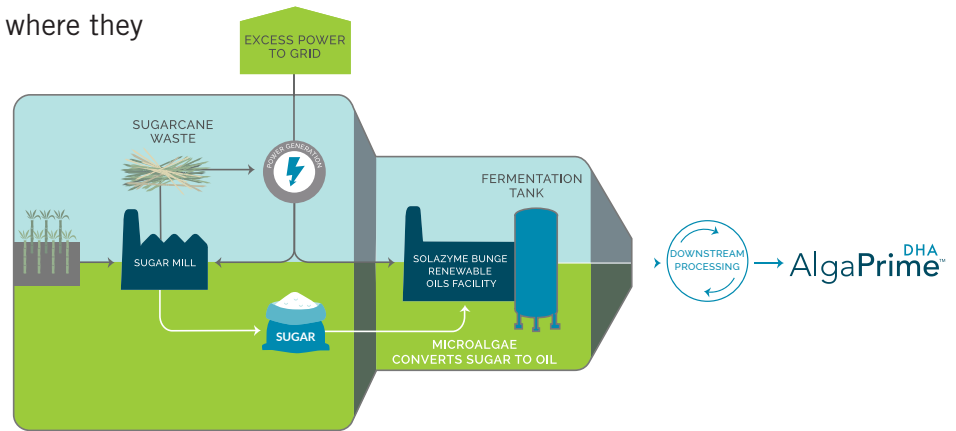 where they
EXCESS POWER
TO GRID
SUGARCANE
WASTE
POWER GENERATION
FERMENTATION
TANK
SUGAR MILL
SOLAZYME BUNGE
RENEWABLE
OILS FACILITY
DOWNSTREAM
PROCESSING
AlgaPrime™ DHA
SUGAR
MICROALGAE
CONVERTS SUGAR TO OIL